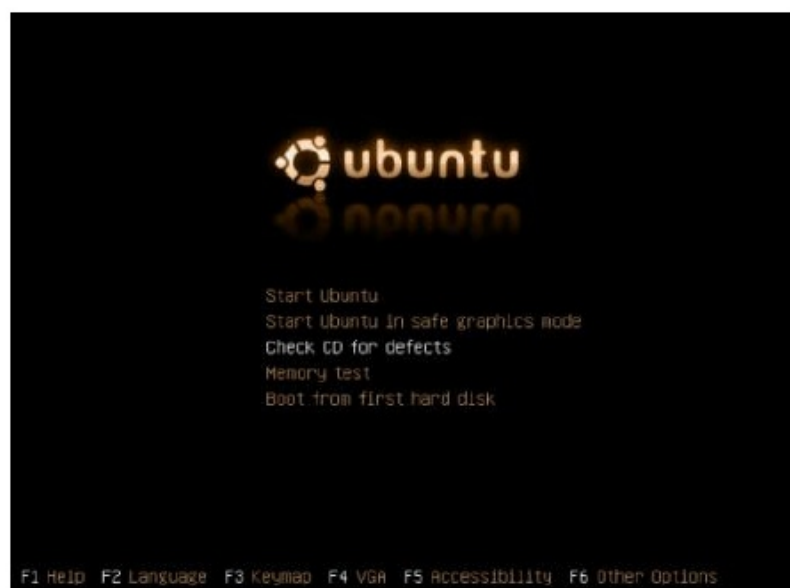 ubuntu
Start Ubuntu
Start Ubuntu in safe graphics mode
Check CD for defects
Memory test
Boot from first hard disk
F1 Help F2 Language F3 Keymap F4 VGA F5 Accessibility F6 Other Options